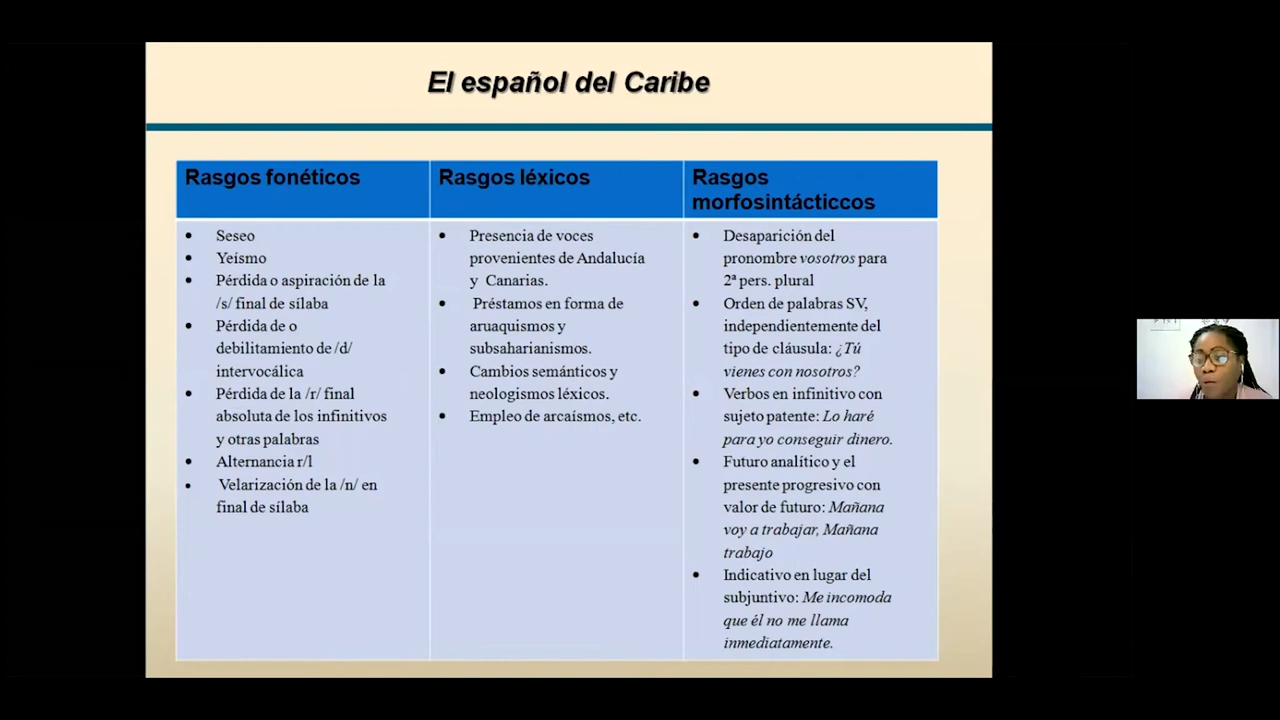 El español del Caribe
Rasgos fonéticos
Seseo
Yeísmo
Pérdida o aspiración de la
/s/ final de sílaba
Pérdida de o
debilitamiento de /d/
intervocálica
Pérdida de la /r/ final
absoluta de los infinitivos
y otras palabras
Alternancia r/l
Velarización de la /n/ en
final de sílaba
Rasgos léxicos
Presencia de voces
provenientes de Andalucía
y Canarias.
Préstamos en forma de
aruaquismos y
subsaharianismos.
Cambios semánticos y
neologismos léxicos.
Empleo de arcaísmos, etc.
Rasgos
morfosintácticcos
Desaparición del
pronombre vosotros para
2ª pers. plural
Orden de palabras SV,
independientemente del
tipo de cláusula: ¿Tú
vienes con nosotros?
Verbos en infinitivo con
sujeto patente: Lo haré
para yo conseguir dinero.
Futuro analítico y el
presente progresivo con
valor de futuro: Mañana
voy a trabajar, Mañana
trabajo
Indicativo en lugar del
subjuntivo: Me incomoda
que él no me llama
inmediatamente.